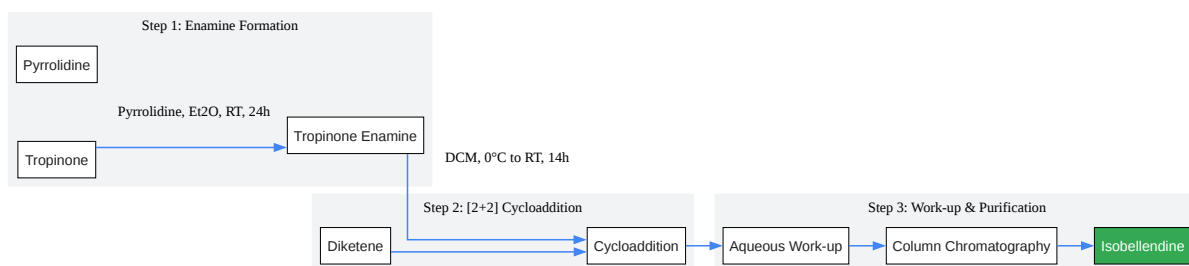 Step 1: Enamine Formation
Pyrrolidine
Pyrrolidine, Et2O, RT, 24h
Tropinone
Tropinone Enamine
DCM, 0°C to RT, 14h
Step 2: [2+2] Cycloaddition
Diketene
Cycloaddition
Step 3: Work-up & Purification
Aqueous Work-up
Column Chromatography
Isobellendine